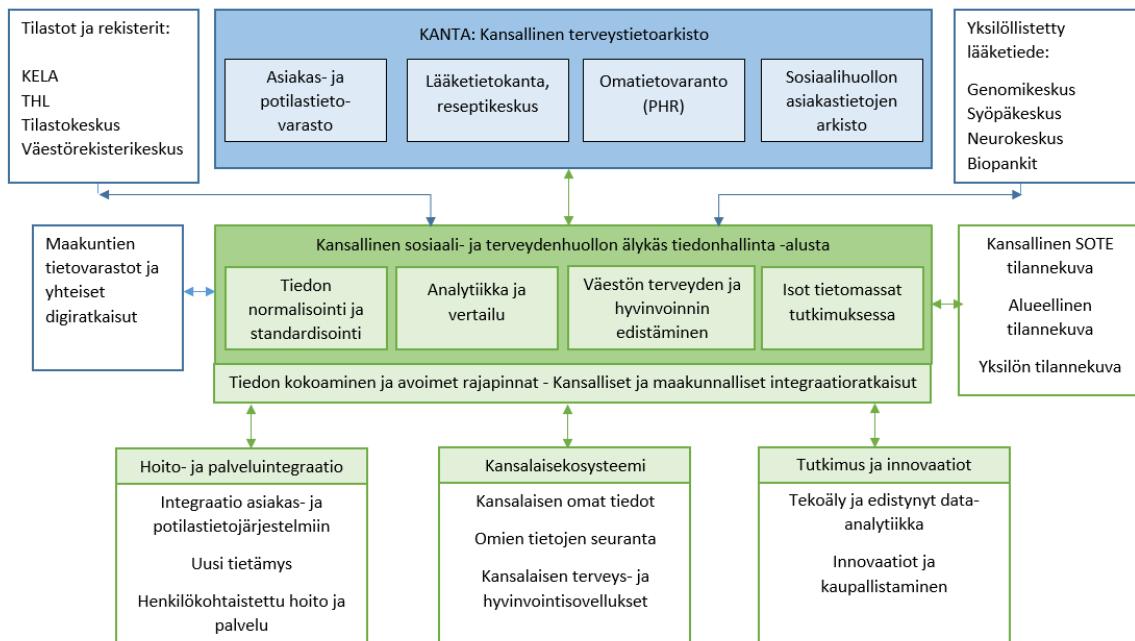 Tilastot ja rekisterit:
KELA
THL
Tilastokeskus
Väestörekisterikeskus
KANTA: Kansallinen terveystietoarkisto
Asiakas- ja
potilastieto-
varasto
Lääketietokanta,
reseptikeskus
Omatietovaranto
(PHR)
Sosiaalihuollon
asiakastietojen
arkisto
Yksilöllistetty
lääketiede:
Genomikeskus
Syöpäkeskus
Neurokeskus
Biopankit
Maakuntien
tietovarastot ja
yhteiset
digiratkaisut
Kansallinen sosiaali- ja terveydenhuollon älykäs tiedonhallinta -alusta
Tiedon
normalisointi ja
standardisointi
Analytiikka ja
vertailu
Väestön terveyden ja
hyvinvoinnin
edistäminen
Isot tietomassat
tutkimuksessa
Kansallinen SOTE
tilannekuva
Alueellinen
tilannekuva
Yksilön tilannekuva
Tiedon kokoaminen ja avoimet rajapinnat - Kansalliset ja maakunnalliset integraatioratkaisut
Hoito- ja palveluintegraatio
Integraatio asiakas- ja
potilastietojärjestelmiin
Uusi tietämys
Henkilökohtaistettu hoito ja
palvelu
Kansalaisekosysteemi
Kansalaisen omat tiedot
Omien tietojen seuranta
Kansalaisen terveys- ja
hyvinvointisovellukset
Tutkimus ja innovaatiot
Tekoäly ja edistynyt data-
analytiikka
Innovaatiot ja
kaupallistaminen